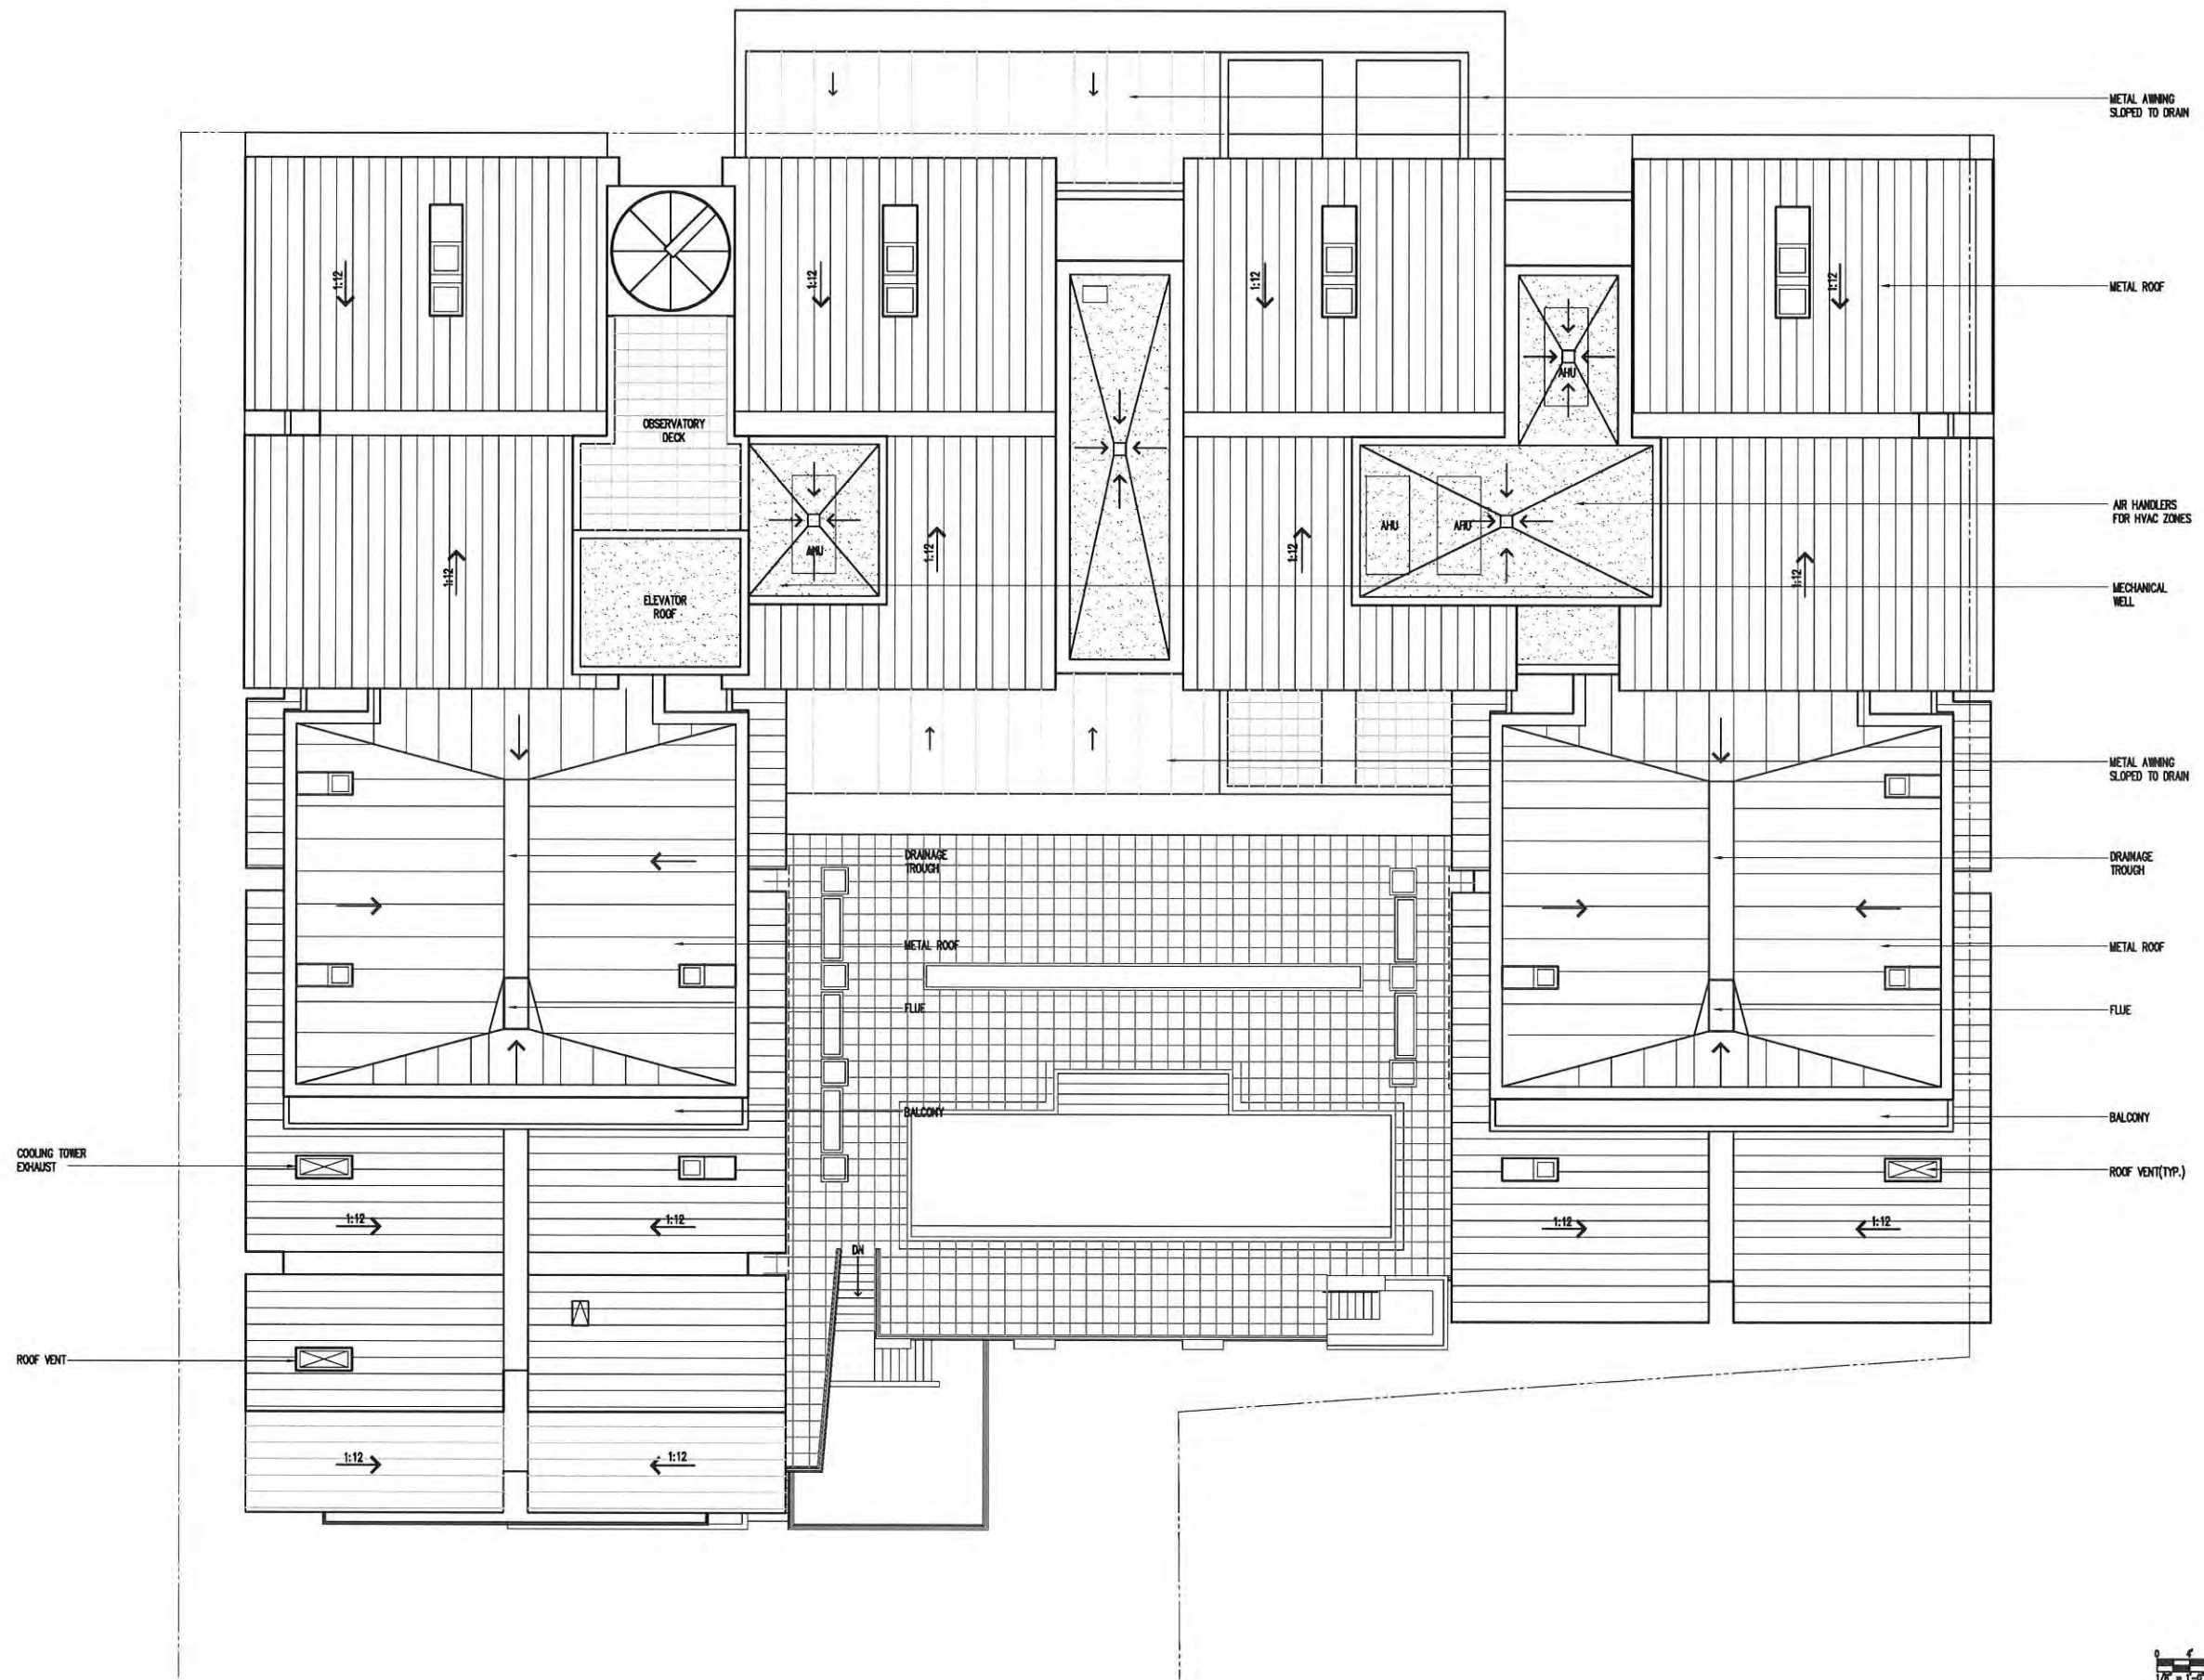 METAL AWNING
SLOPED TO DRAIN
1:12
1:12
1:12
1:12
METAL ROOF
AHU
OBSERVATORY
DECK
AIR HANDLERS
FOR HVAC ZONES
AHU
AHU
AHU
1:12
1:12
1:12
1:12
MECHANICAL
WELL
ELEVATOR
ROOF
METAL AWNING
SLOPED TO DRAIN
DRAINAGE
TROUGH
DRAINAGE
TROUGH
METAL ROOF
METAL ROOF
FLUE
FLUE
BALCONY
BALCONY
COOLING TOWER
EXHAUST
ROOF VENT(TYP.)
1:12
1:12
1:12
1:12
DN
ROOF VENT
1:12
1:12
0 4'